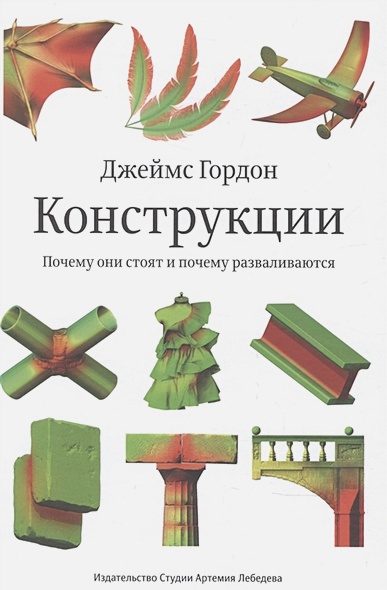 Джеймс Гордон
Конструкции
Почему они стоят и почему разваливаются
Издательство Студии Артемия Лебедева